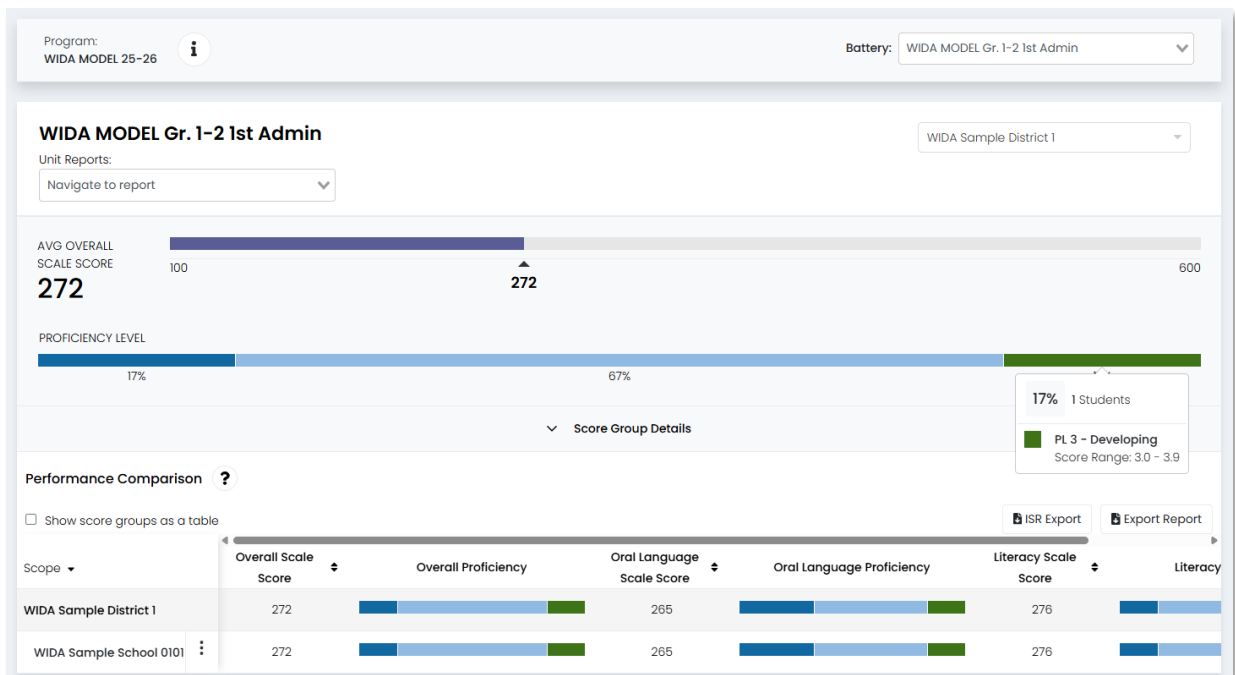 Program:
WIDA MODEL 25-26
i
Battery:
WIDA MODEL Gr. 1-2 1st Admin
WIDA MODEL Gr. 1-2 1st Admin
WIDA Sample District 1
Unit Reports:
Navigate to report
AVG OVERALL
SCALE SCORE
272
100
272
600
PROFICIENCY LEVEL
17%
67%
17% 1 Students
PL 3 - Developing
Score Range: 3.0 - 3.9
Score Group Details
Performance Comparison ?
Show score groups as a table
ISR Export
Export Report
Scope
Overall Scale
Score
Overall Proficiency
Oral Language
Scale Score
Oral Language Proficiency
Literacy Scale
Score
Literacy
WIDA Sample District 1 272 265 276
WIDA Sample School 0101 272 265 276